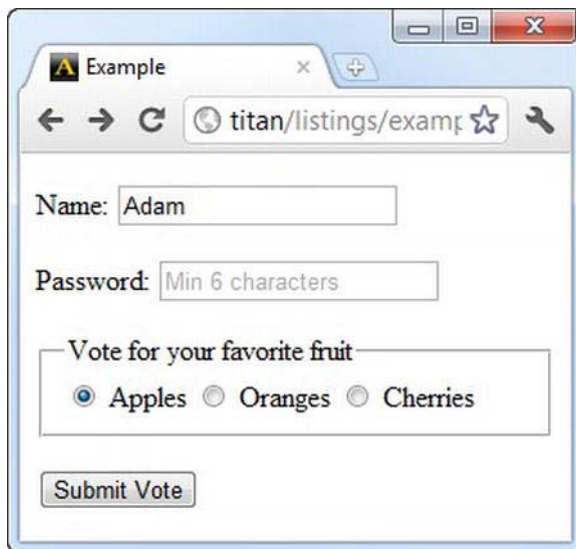 Example
titan/listings/examp
Name: Adam
Password: Min 6 characters
Vote for your favorite fruit
Apples Oranges Cherries
Submit Vote